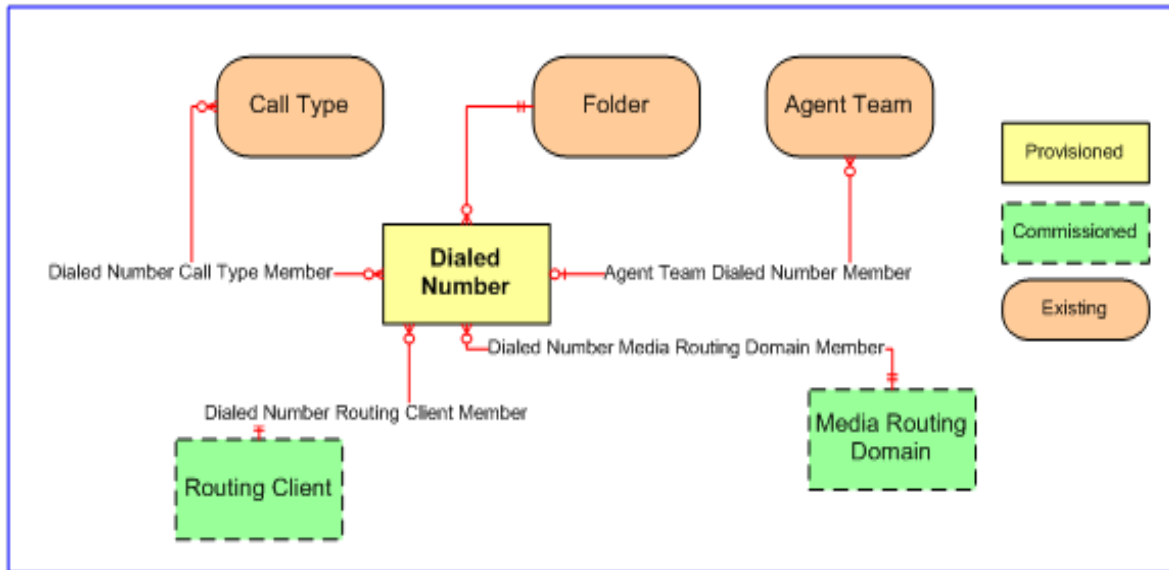 Call Type
Folder
Agent Team
Provisioned
Commissioned
Existing
Dialed
Number
Dialed Number Call Type Member
Agent Team Dialed Number Member
Dialed Number Media Routing Domain Member
Dialed Number Routing Client Member
Media Routing
Domain
Routing Client